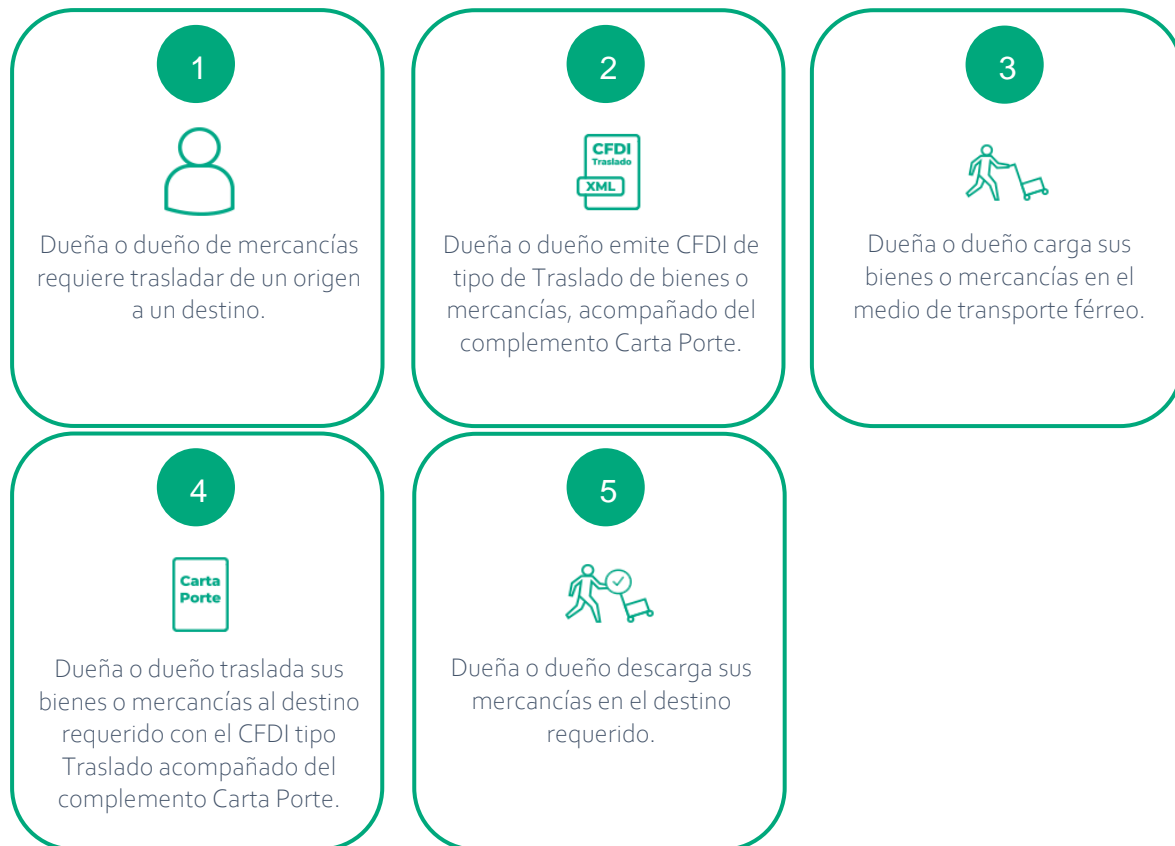 1
Dueña o dueño de mercancías
requiere trasladar de un origen
a un destino.
2
CFDI
Traslado
XML
Dueña o dueño emite CFDI de
tipo de Traslado de bienes o
mercancías, acompañado del
complemento Carta Porte.
3
Dueña o dueño carga sus
bienes o mercancías en el
medio de transporte férreo.
4
Carta
Porte
Dueña o dueño traslada sus
bienes o mercancías al destino
requerido con el CFDI tipo
Traslado acompañado del
complemento Carta Porte.
5
Dueña o dueño descarga sus
mercancías en el destino
requerido.